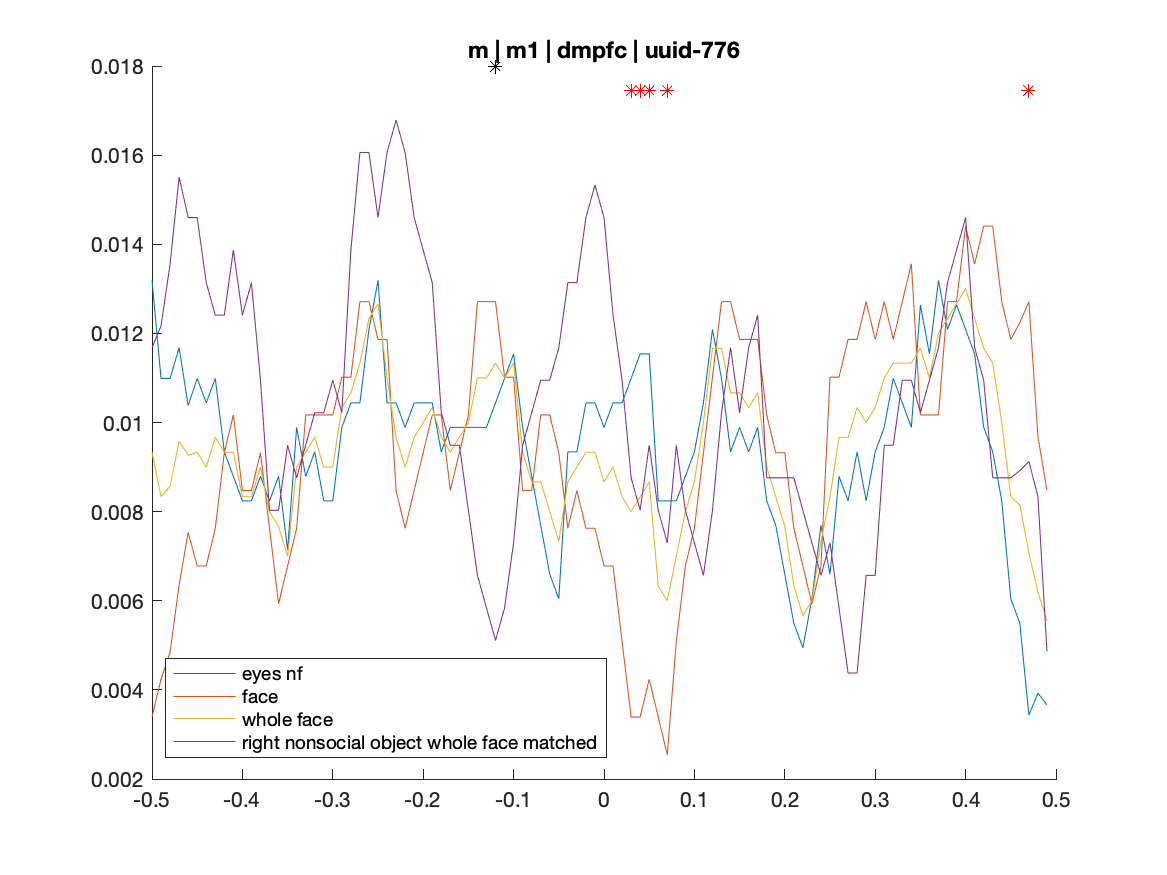 m | m1 | dmpfc | uuid-776
0.018
0.016
0.014
0.012
0.01
0.008
0.006
0.004
0.002
eyes nf
face
whole face
right nonsocial object whole face matched
-0.5 -0.4 -0.3 -0.2 -0.1 0 0.1 0.2 0.3 0.4 0.5